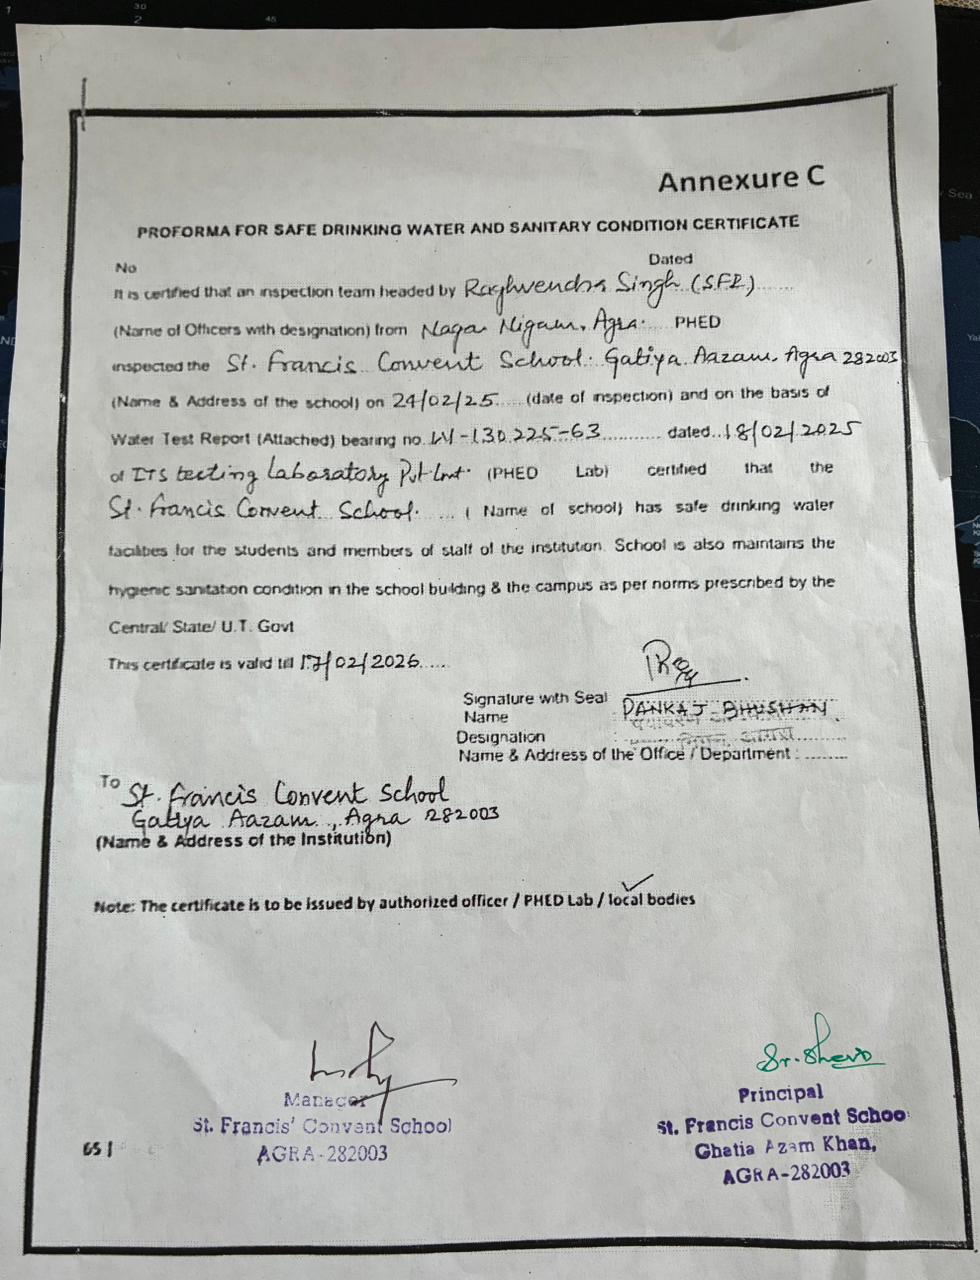 Annexure C
PROFORMA FOR SAFE DRINKING WATER AND SANITARY CONDITION CERTIFICATE
No Dated
It is certified that an inspection team headed by Raghwendra Singh (S.F.I.)......
(Name of Officers with designation) from Nagar Nigam, Agra. PHED
inspected the St. Francis Convent School. Gatiya Aazam, Agra 282003
(Name & Address of the school) on 24/02/25 .....(date of inspection) and on the basis of
Water Test Report (Attached) bearing no. W-130225-63............ dated..18/02/2025
of ITS testing laboratory Pvt Lmt. (PHED Lab) certified that the
St. Francis Convent School. ... ( Name of school) has safe drinking water
facilities for the students and members of staff of the institution. School is also maintains the
hygienic sanitation condition in the school building & the campus as per norms prescribed by the
Central/ State/ U.T. Govt
This certificate is valid till 17/02/2026.....
Signature with Seal
Name PANKAJ BHUSHAN
Designation
Name & Address of the Office / Department : .........
To St. Francis Convent School
Gatiya Aazam, Agra 282003
(Name & Address of the Institution)
Note: The certificate is to be issued by authorized officer / PHED Lab / local bodies
Manager
St. Francis' Convent School
AGRA-282003
Principal
St. Francis Convent Schoo
Ghatia Azam Khan,
AGRA-282003
65 |